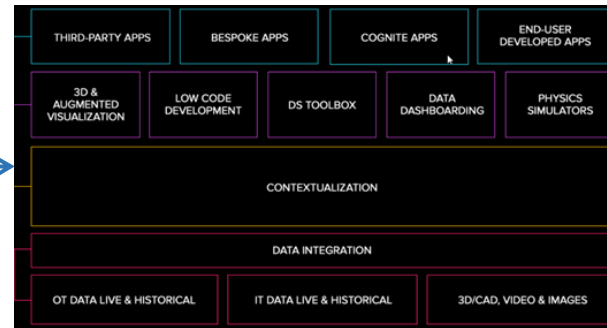 THIRD-PARTY APPS
BESPOKE APPS
COGNITE APPS
END-USER
DEVELOPED APPS
3D &
AUGMENTED
VISUALIZATION
LOW CODE
DEVELOPMENT
DS TOOLBOX
DATA
DASHBOARDING
PHYSICS
SIMULATORS
CONTEXTUALIZATION
DATA INTEGRATION
OT DATA LIVE & HISTORICAL
IT DATA LIVE & HISTORICAL
3D/CAD, VIDEO & IMAGES